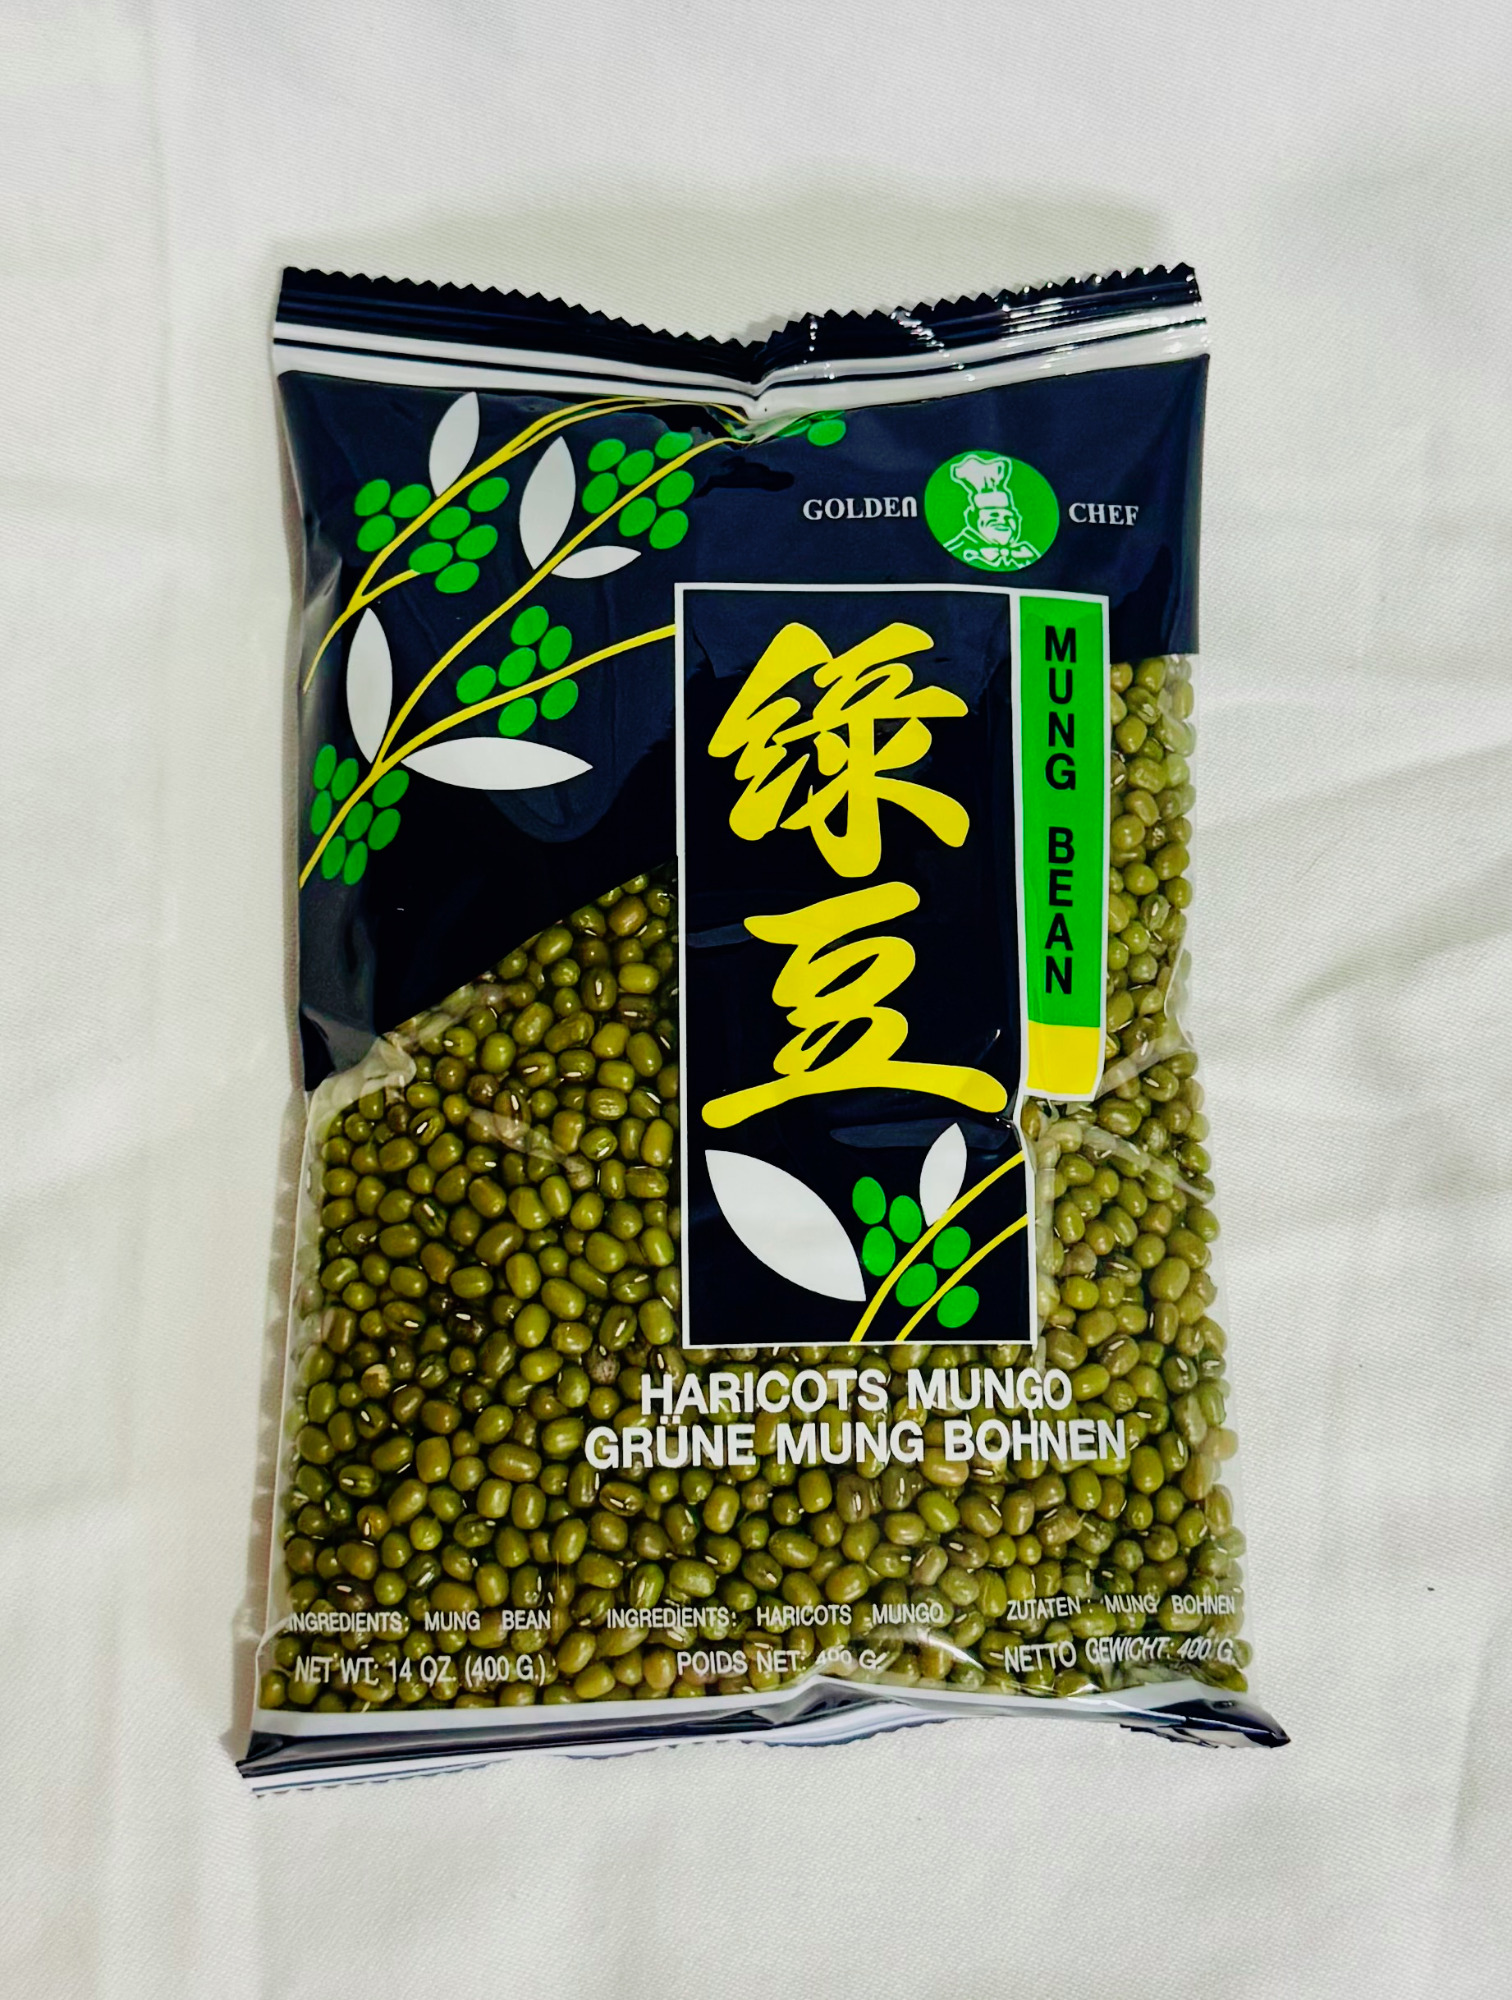 GOLDEN CHEF
綠豆
MUNG BEAN
HARICOTS MUNGO
GRÜNE MUNG BOHNEN
INGREDIENTS: MUNG BEAN
NET WT. 14 OZ. (400 G.)
INGREDIENTS: HARICOTS MUNGO
POIDS NET: 400 G.
ZUTATEN: MUNG BOHNEN
NETTO GEWICHT: 400 G.